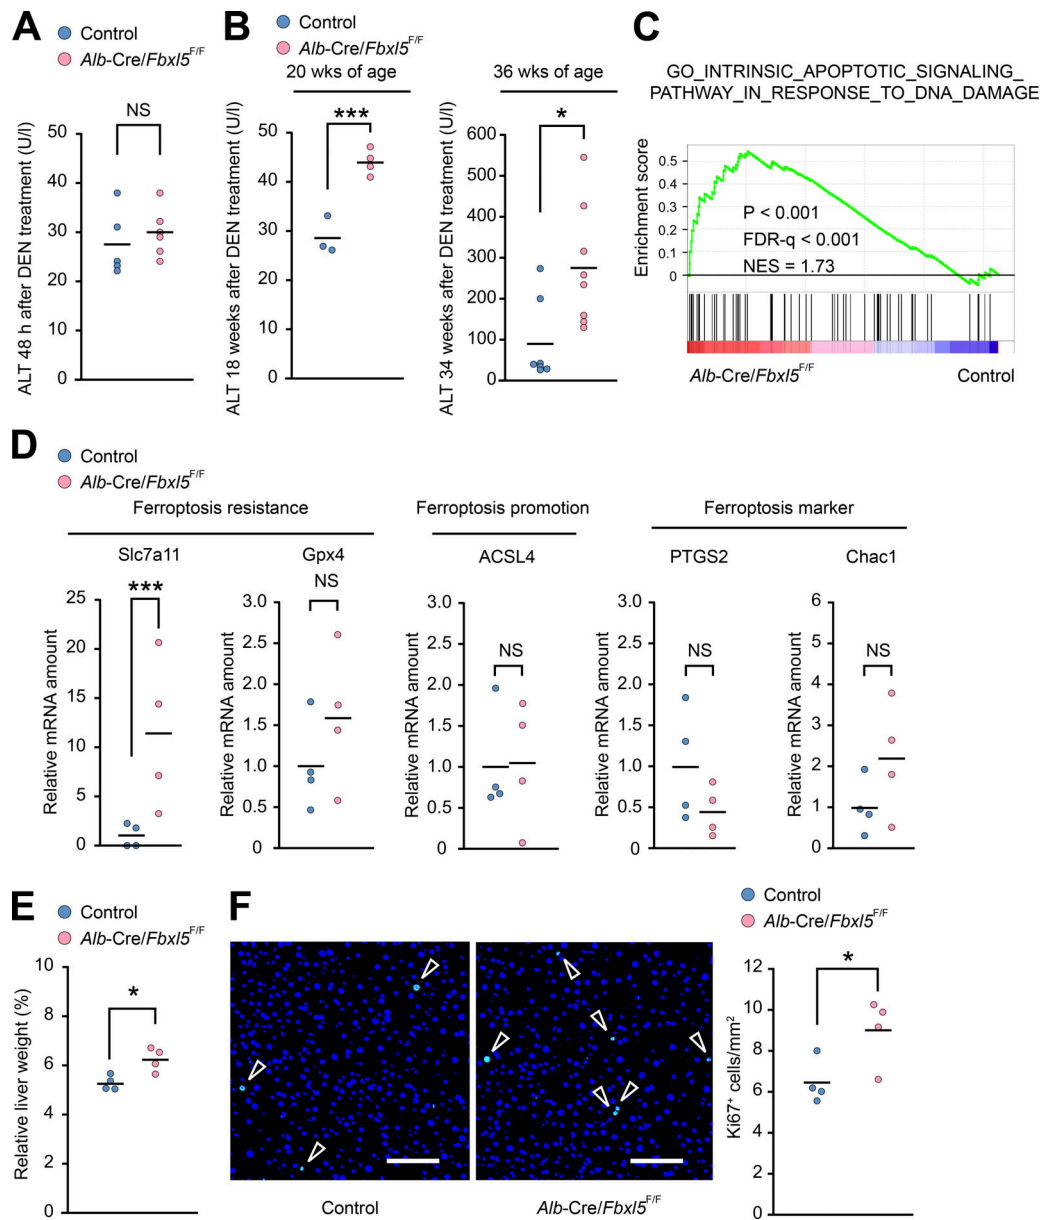 A
Control
Alb-Cre/Fbxl5F/F
NS
ALT 48 h after DEN treatment (U/l)
50
40
30
20
10
0
B
Control
Alb-Cre/Fbxl5F/F
20 wks of age
***
ALT 18 weeks after DEN treatment (U/l)
50
40
30
20
10
0
36 wks of age
*
ALT 34 weeks after DEN treatment (U/l)
600
500
400
300
200
100
0
C
GO_INTRINSIC_APOPTOTIC_SIGNALING_
PATHWAY_IN_RESPONSE_TO_DNA_DAMAGE
Enrichment score
0.5
0.4
0.3
0.2
0.1
0
P < 0.001
FDR-q < 0.001
NES = 1.73
Alb-Cre/Fbxl5F/F
Control
D
Control
Alb-Cre/Fbxl5F/F
Ferroptosis resistance
Ferroptosis promotion
Ferroptosis marker
Slc7a11
***
Relative mRNA amount
25
20
15
10
5
0
Gpx4
NS
Relative mRNA amount
3.0
2.5
2.0
1.5
1.0
0.5
0
ACSL4
NS
Relative mRNA amount
3.0
2.0
1.5
1.0
0.5
0
PTGS2
NS
Relative mRNA amount
3.0
2.5
2.0
1.5
1.0
0.5
0
Chac1
NS
Relative mRNA amount
6
5
4
3
2
1
0
E
Control
Alb-Cre/Fbxl5F/F
*
Relative liver weight (%)
10
8
6
4
2
0
F
Control
Alb-Cre/Fbxl5F/F
Control
Alb-Cre/Fbxl5F/F
*
Ki67+ cells/mm2
12
10
8
6
4
2
0